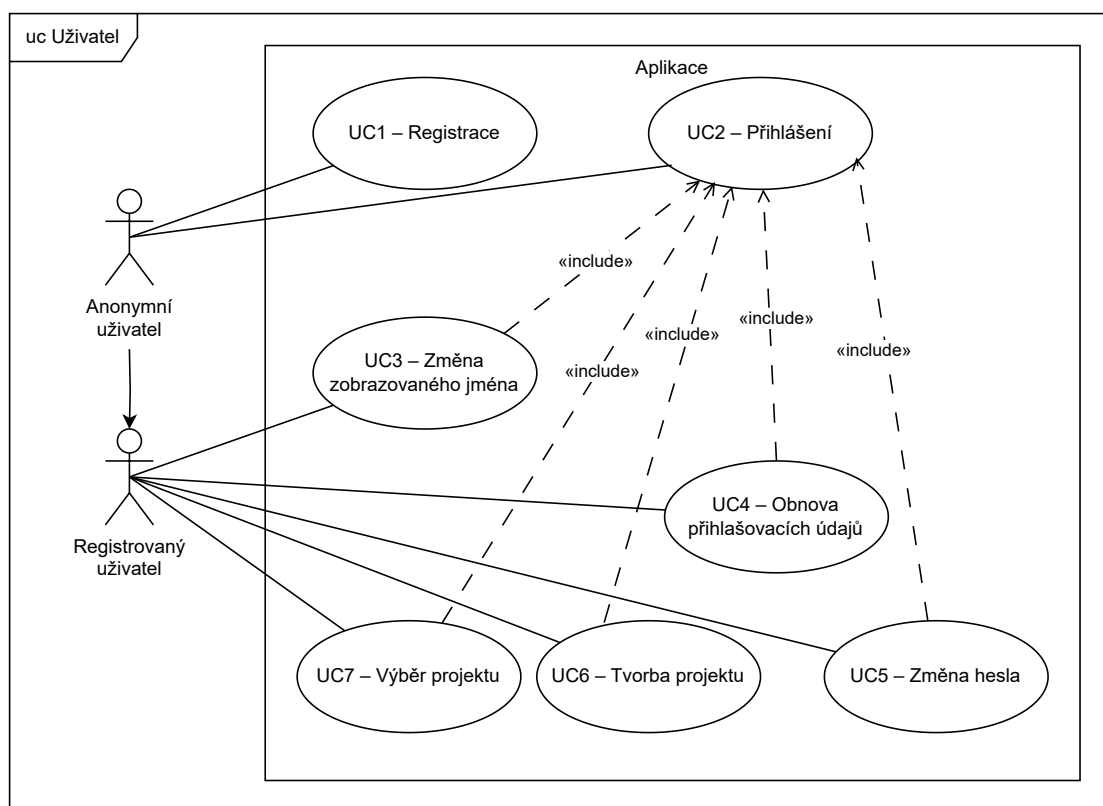 uc Uživatel
Aplikace
UC1 – Registrace
UC2 – Přihlášení
«include»
Anonymní
uživatel
«include»
«include»
«include»
«include»
UC3 – Změna
zobrazovaného jména
UC4 – Obnova
přihlašovacích údajů
Registrovaný
uživatel
UC7 – Výběr projektu
UC6 – Tvorba projektu
UC5 – Změna hesla